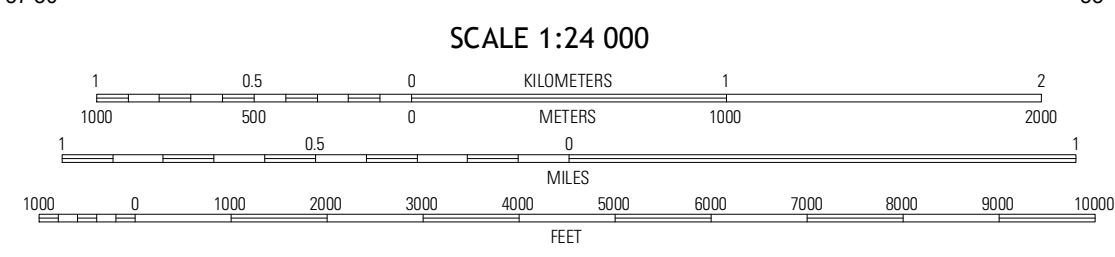 SCALE 1:24 000
1 0.5 0 KILOMETERS 1 2
1000 500 0 METERS 1000 2000
1 0.5 0 1
MILES
1000 0 1000 2000 3000 4000 5000 6000 7000 8000 9000 10000
FEET